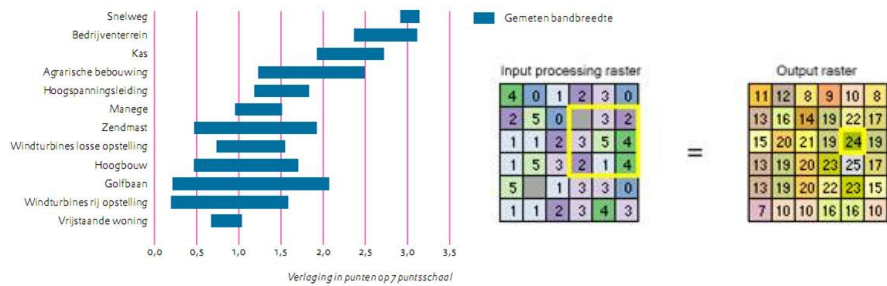 Snelweg
Bedrijventerrein
Kas
Agrarische bebouwing
Hoogspanningsleiding
Manege
Zendmast
Windturbines losse opstelling
Hoogbouw
Golfbaan
Windturbines rij opstelling
Vrijstaande woning
0,0 0,5 1,0 1,5 2,0 2,5 3,0 3,5
Verlaging in punten op 7 puntsschaal
Gemeten bandbreedte
Input processing raster
4 0 1 2 3 0
2 5 0 3 2
1 1 2 3 5 4
1 5 3 2 1 4
5 1 3 3 0
1 1 2 3 4 3
=
Output raster
11 12 8 9 10 8
13 16 14 19 22 17
15 20 21 19 24 19
13 19 20 23 25 17
13 19 20 22 23 15
7 10 10 16 16 10